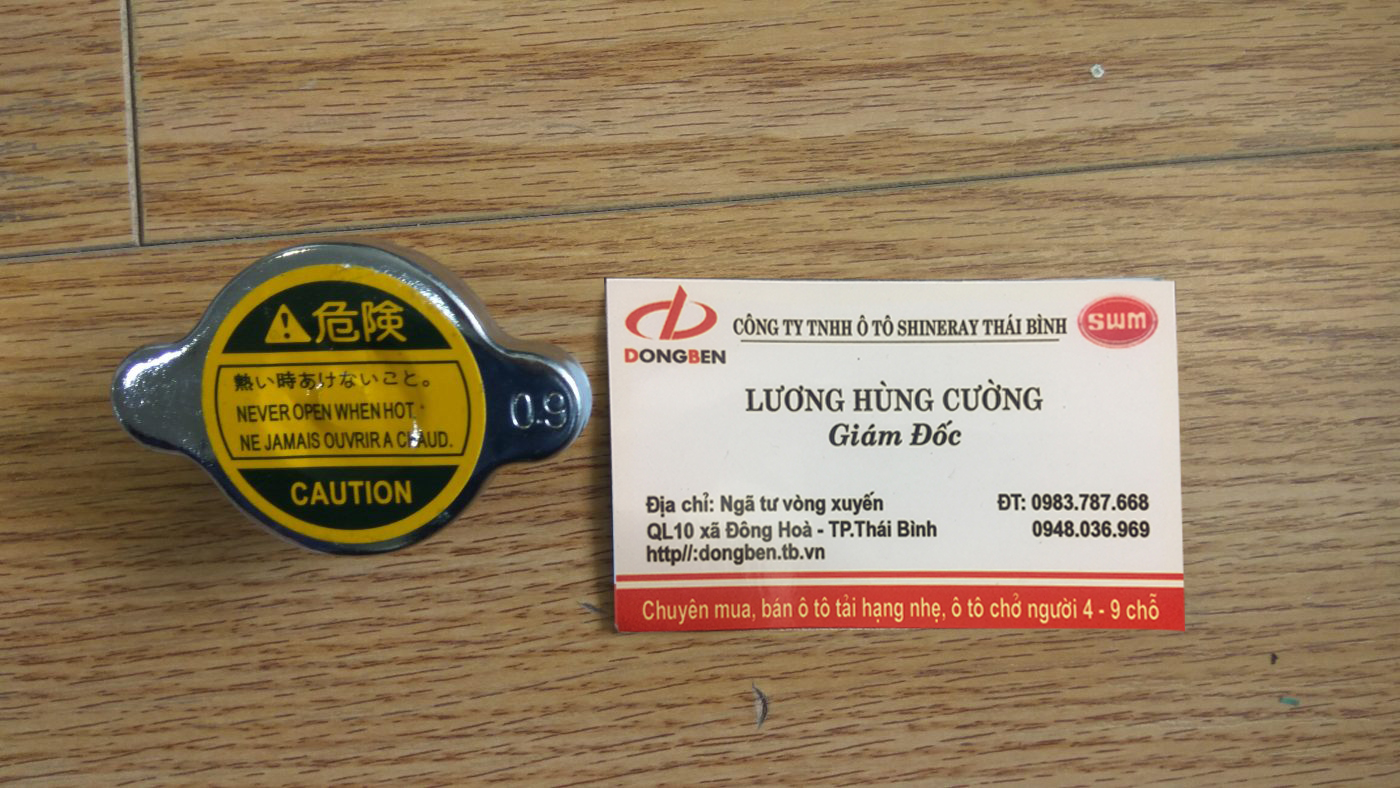 危険
熱い時あけないこと。
NEVER OPEN WHEN HOT.
NE JAMAIS OUVRIR A CHAUD.
CAUTION
0.9
DONGBEN
CÔNG TY TNHH Ô TÔ SHINERAY THÁI BÌNH
SWM
LƯƠNG HÙNG CƯỜNG
Giám Đốc
Địa chỉ: Ngã tư vòng xuyến
QL10 xã Đông Hoà - TP.Thái Bình
http//:dongben.tb.vn
ĐT: 0983.787.668
0948.036.969
Chuyên mua, bán ô tô tải hạng nhẹ, ô tô chở người 4 - 9 chỗ